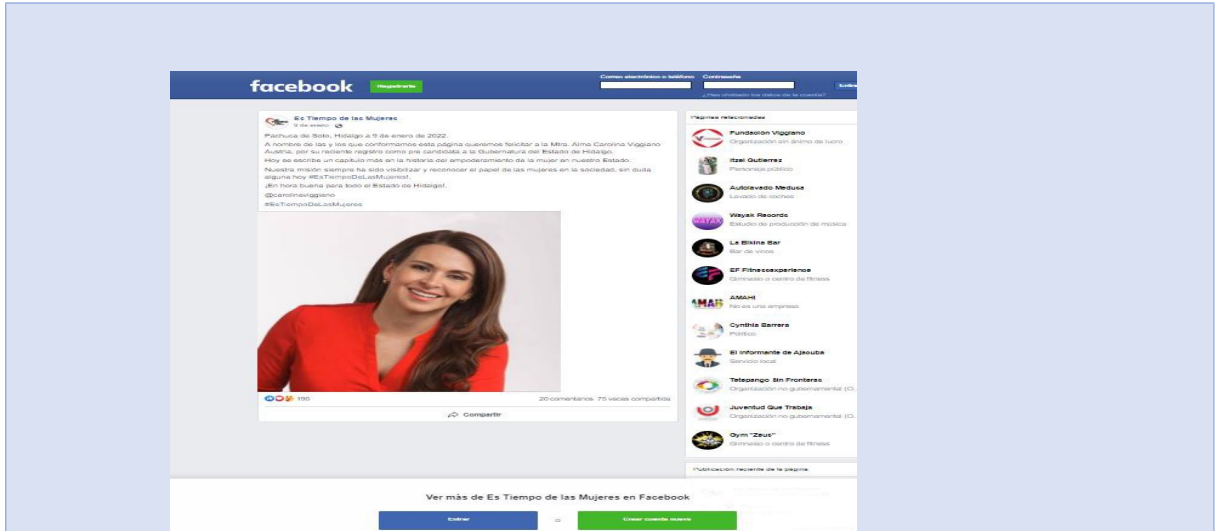 facebook
Registrarte
Correo electrónico o teléfono
Contraseña
Entrar
¿Has olvidado los datos de la cuenta?
Es Tiempo de las Mujeres
9 de enero ·
Pachuca de Soto, Hidalgo a 9 de enero de 2022.
A nombre de las y los que conformamos esta página queremos felicitar a la Mtra. Alma Carolina Viggiano
Austria, por su reciente registro como pre candidata a la Gubernatura del Estado de Hidalgo.
Hoy se escribe un capítulo más en la historia del empoderamiento de la mujer en nuestro Estado.
Nuestra misión siempre ha sido visibilizar y reconocer el papel de las mujeres en la sociedad, sin duda
alguna hoy #EsTiempoDeLasMujeres!.
¡En hora buena para todo el Estado de Hidalgo!.
@carolinaviggiano
#EsTiempoDeLasMujeres
190
20 comentarios 75 veces compartida
Compartir
Páginas relacionadas
Fundación Viggiano
Organización sin ánimo de lucro
Itzel Gutierrez
Personaje público
Autolavado Medusa
Lavado de coches
Wayak Records
Estudio de producción de música
La Bikina Bar
Bar de vinos
EF Fitnessxperience
Gimnasio o centro de fitness
AMAHI
No es una empresa
Cynthia Barrera
Político
El informante de Ajacuba
Servicio local
Tetepango Sin Fronteras
Organización no gubernamental (O...
Juventud Que Trabaja
Organización no gubernamental (O...
Gym "Zeus"
Gimnasio o centro de fitness
Publicación reciente de la página
Ver más de Es Tiempo de las Mujeres en Facebook
Entrar
o
Crear cuenta nueva